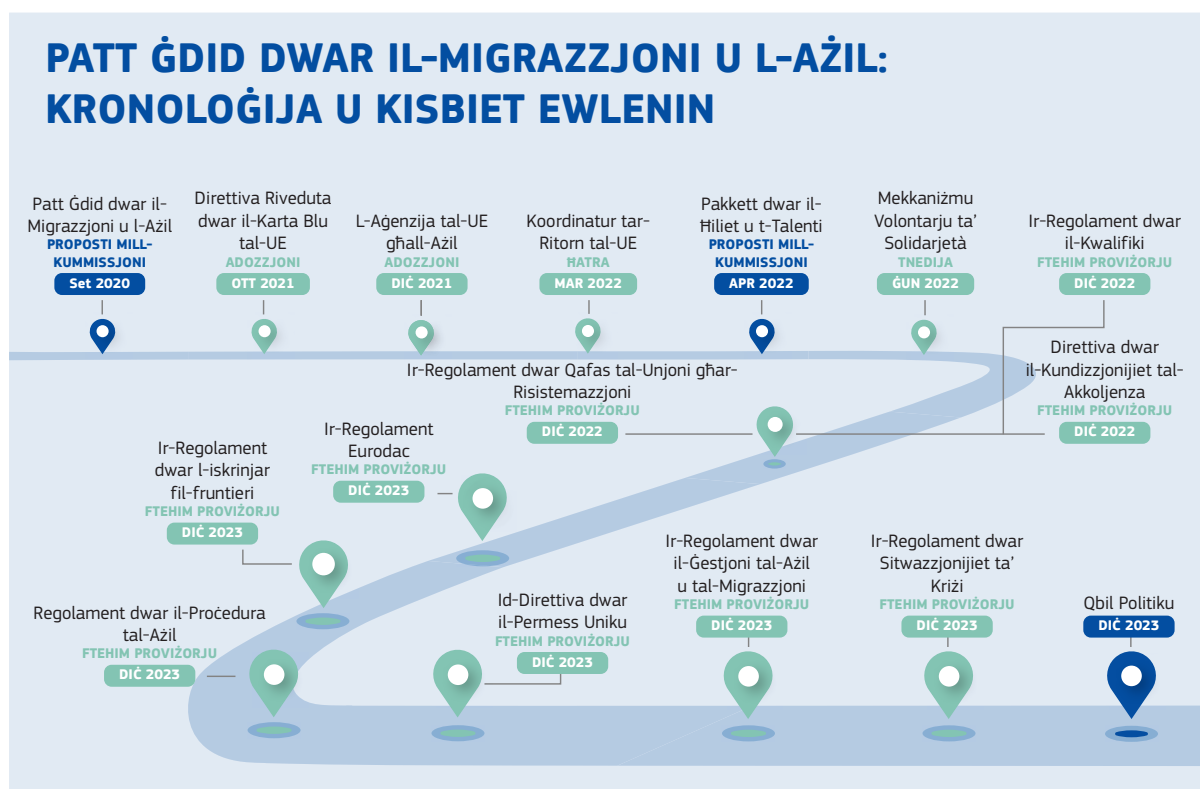 PATT ĠDID DWAR IL-MIGRAZZJONI U L-AŻIL:
KRONOLOĠIJA U KISBIET EWLENIN
Patt Ġdid dwar il-
Migrazzjoni u l-Ażil
PROPOSTI MILL-
KUMMISSJONI
Set 2020
Direttiva Riveduta
dwar il-Karta Blu
tal-UE
ADOZZJONI
OTT 2021
L-Aġenzija tal-UE
għall-Ażil
ADOZZJONI
DIĊ 2021
Koordinatur tar-
Ritorn tal-UE
ĦATRA
MAR 2022
Pakkett dwar il-
Ħiliet u t-Talenti
PROPOSTI MILL-
KUMMISSJONI
APR 2022
Mekkaniżmu
Volontarju ta’
Solidarjetà
TNEDIJA
ĠUN 2022
Ir-Regolament dwar
il-Kwalifiki
FTEHIM PROVIŻORJU
DIĊ 2022
Direttiva dwar
il-Kundizzjonijiet tal-
Akkoljenza
FTEHIM PROVIŻORJU
DIĊ 2022
Ir-Regolament dwar Qafas tal-Unjoni għar-
Risistemazzjoni
FTEHIM PROVIŻORJU
DIĊ 2022
Ir-Regolament
Eurodac
FTEHIM PROVIŻORJU
DIĊ 2023
Ir-Regolament
dwar l-iskrinjar
fil-fruntieri
FTEHIM PROVIŻORJU
DIĊ 2023
Regolament dwar il-Proċedura
tal-Ażil
FTEHIM PROVIŻORJU
DIĊ 2023
Id-Direttiva dwar
il-Permess Uniku
FTEHIM PROVIŻORJU
DIĊ 2023
Ir-Regolament dwar
il-Ġestjoni tal-Ażil
u tal-Migrazzjoni
FTEHIM PROVIŻORJU
DIĊ 2023
Ir-Regolament dwar
Sitwazzjonijiet ta’
Kriżi
FTEHIM PROVIŻORJU
DIĊ 2023
Qbil Politiku
DIĊ 2023